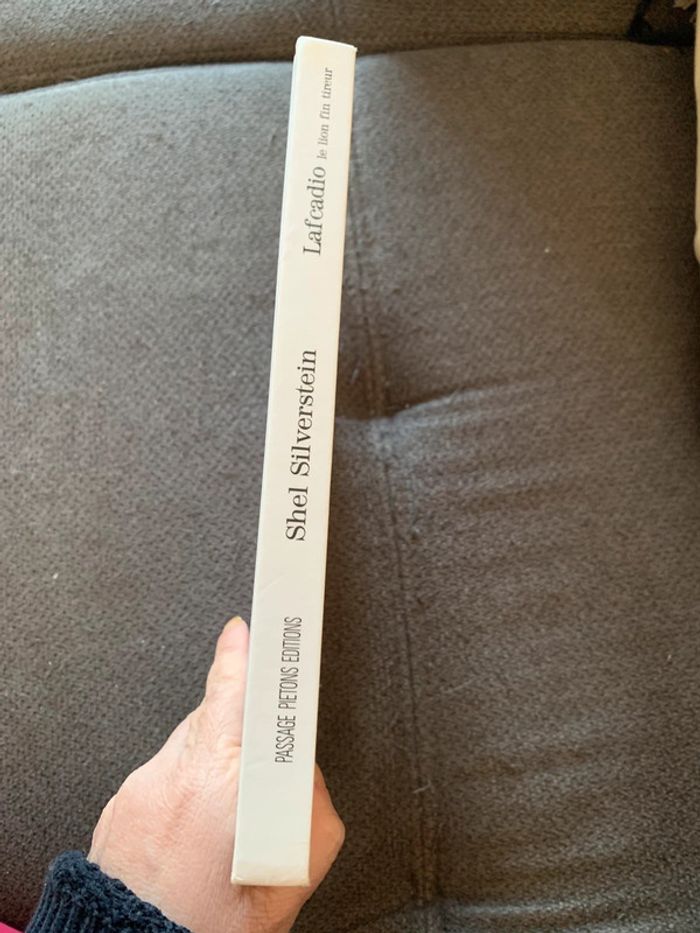 PASSAGE PIETONS EDITIONS
Shel Silverstein
Lafcadio le lion fin tireur